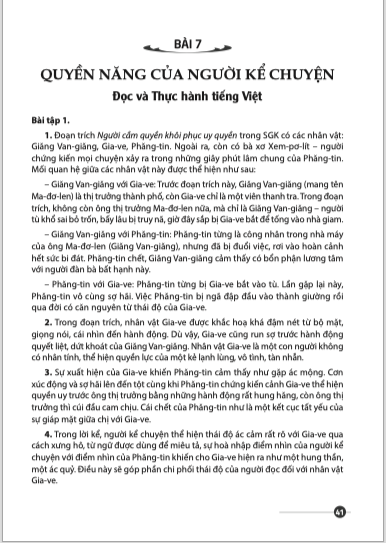 BÀI 7
QUYỀN NĂNG CỦA NGƯỜI KỂ CHUYỆN
Đọc và Thực hành tiếng Việt
Bài tập 1.
1. Đoạn trích Người cầm quyền khôi phục uy quyền trong SGK có các nhân vật:
Giăng Van-giăng, Gia-ve, Phăng-tin. Ngoài ra, còn có bà xơ Xem-pơ-lít – người
chứng kiến mọi chuyện xảy ra trong những giây phút lâm chung của Phăng-tin.
Mối quan hệ giữa các nhân vật này được thể hiện như sau:
– Giăng Van-giăng với Gia-ve: Trước đoạn trích này, Giăng Van-giăng (mang tên
Ma-đơ-len) là thị trưởng thành phố, còn Gia-ve chỉ là một viên thanh tra. Trong đoạn
trích, không còn ông thị trưởng Ma-đơ-len nữa, mà chỉ là Giăng Van-giăng – người
tù khổ sai bỏ trốn, bấy lâu bị truy nã, giờ đây sắp bị Gia-ve bắt để tống vào nhà giam.
– Giăng Van-giăng với Phăng-tin: Phăng-tin từng là công nhân trong nhà máy
của ông Ma-đơ-len (Giăng Van-giăng), nhưng đã bị đuổi việc, rơi vào hoàn cảnh
hết sức bi đát. Phăng-tin chết, Giăng Van-giăng cảm thấy có bổn phận lương tâm
với người đàn bà bất hạnh này.
– Phăng-tin với Gia-ve: Phăng-tin từng bị Gia-ve bắt vào tù. Lần gặp lại này,
Phăng-tin vô cùng sợ hãi. Việc Phăng-tin bị ngã đập đầu vào thành giường rồi
qua đời có căn nguyên từ thái độ của Gia-ve.
2. Trong đoạn trích, nhân vật Gia-ve được khắc hoạ khá đậm nét từ bộ mặt,
giọng nói, cái nhìn đến hành động. Dù vậy, Gia-ve cũng run sợ trước hành động
quyết liệt, dứt khoát của Giăng Van-giăng. Nhân vật Gia-ve là một con người không
có nhân tính, thể hiện quyền lực của một kẻ lạnh lùng, vô tình, tàn nhẫn.
3. Sự xuất hiện của Gia-ve khiến Phăng-tin cảm thấy như gặp ác mộng. Cơn
xúc động và sợ hãi lên đến tột cùng khi Phăng-tin chứng kiến cảnh Gia-ve thể hiện
quyền uy trước ông thị trưởng bằng những hành động rất hung hăng, còn ông thị
trưởng thì cúi đầu cam chịu. Cái chết của Phăng-tin như là một kết cục tất yếu của
sự giáp mặt giữa chị với Gia-ve.
4. Trong lời kể, người kể chuyện thể hiện thái độ ác cảm rất rõ với Gia-ve qua
cách xưng hô, từ ngữ được dùng để miêu tả, sự hoà nhập điểm nhìn của người kể
chuyện với điểm nhìn của Phăng-tin khiến cho Gia-ve hiện ra như một hung thần,
một ác quỷ. Điều này sẽ góp phần chi phối thái độ của người đọc đối với nhân vật
Gia-ve.
41